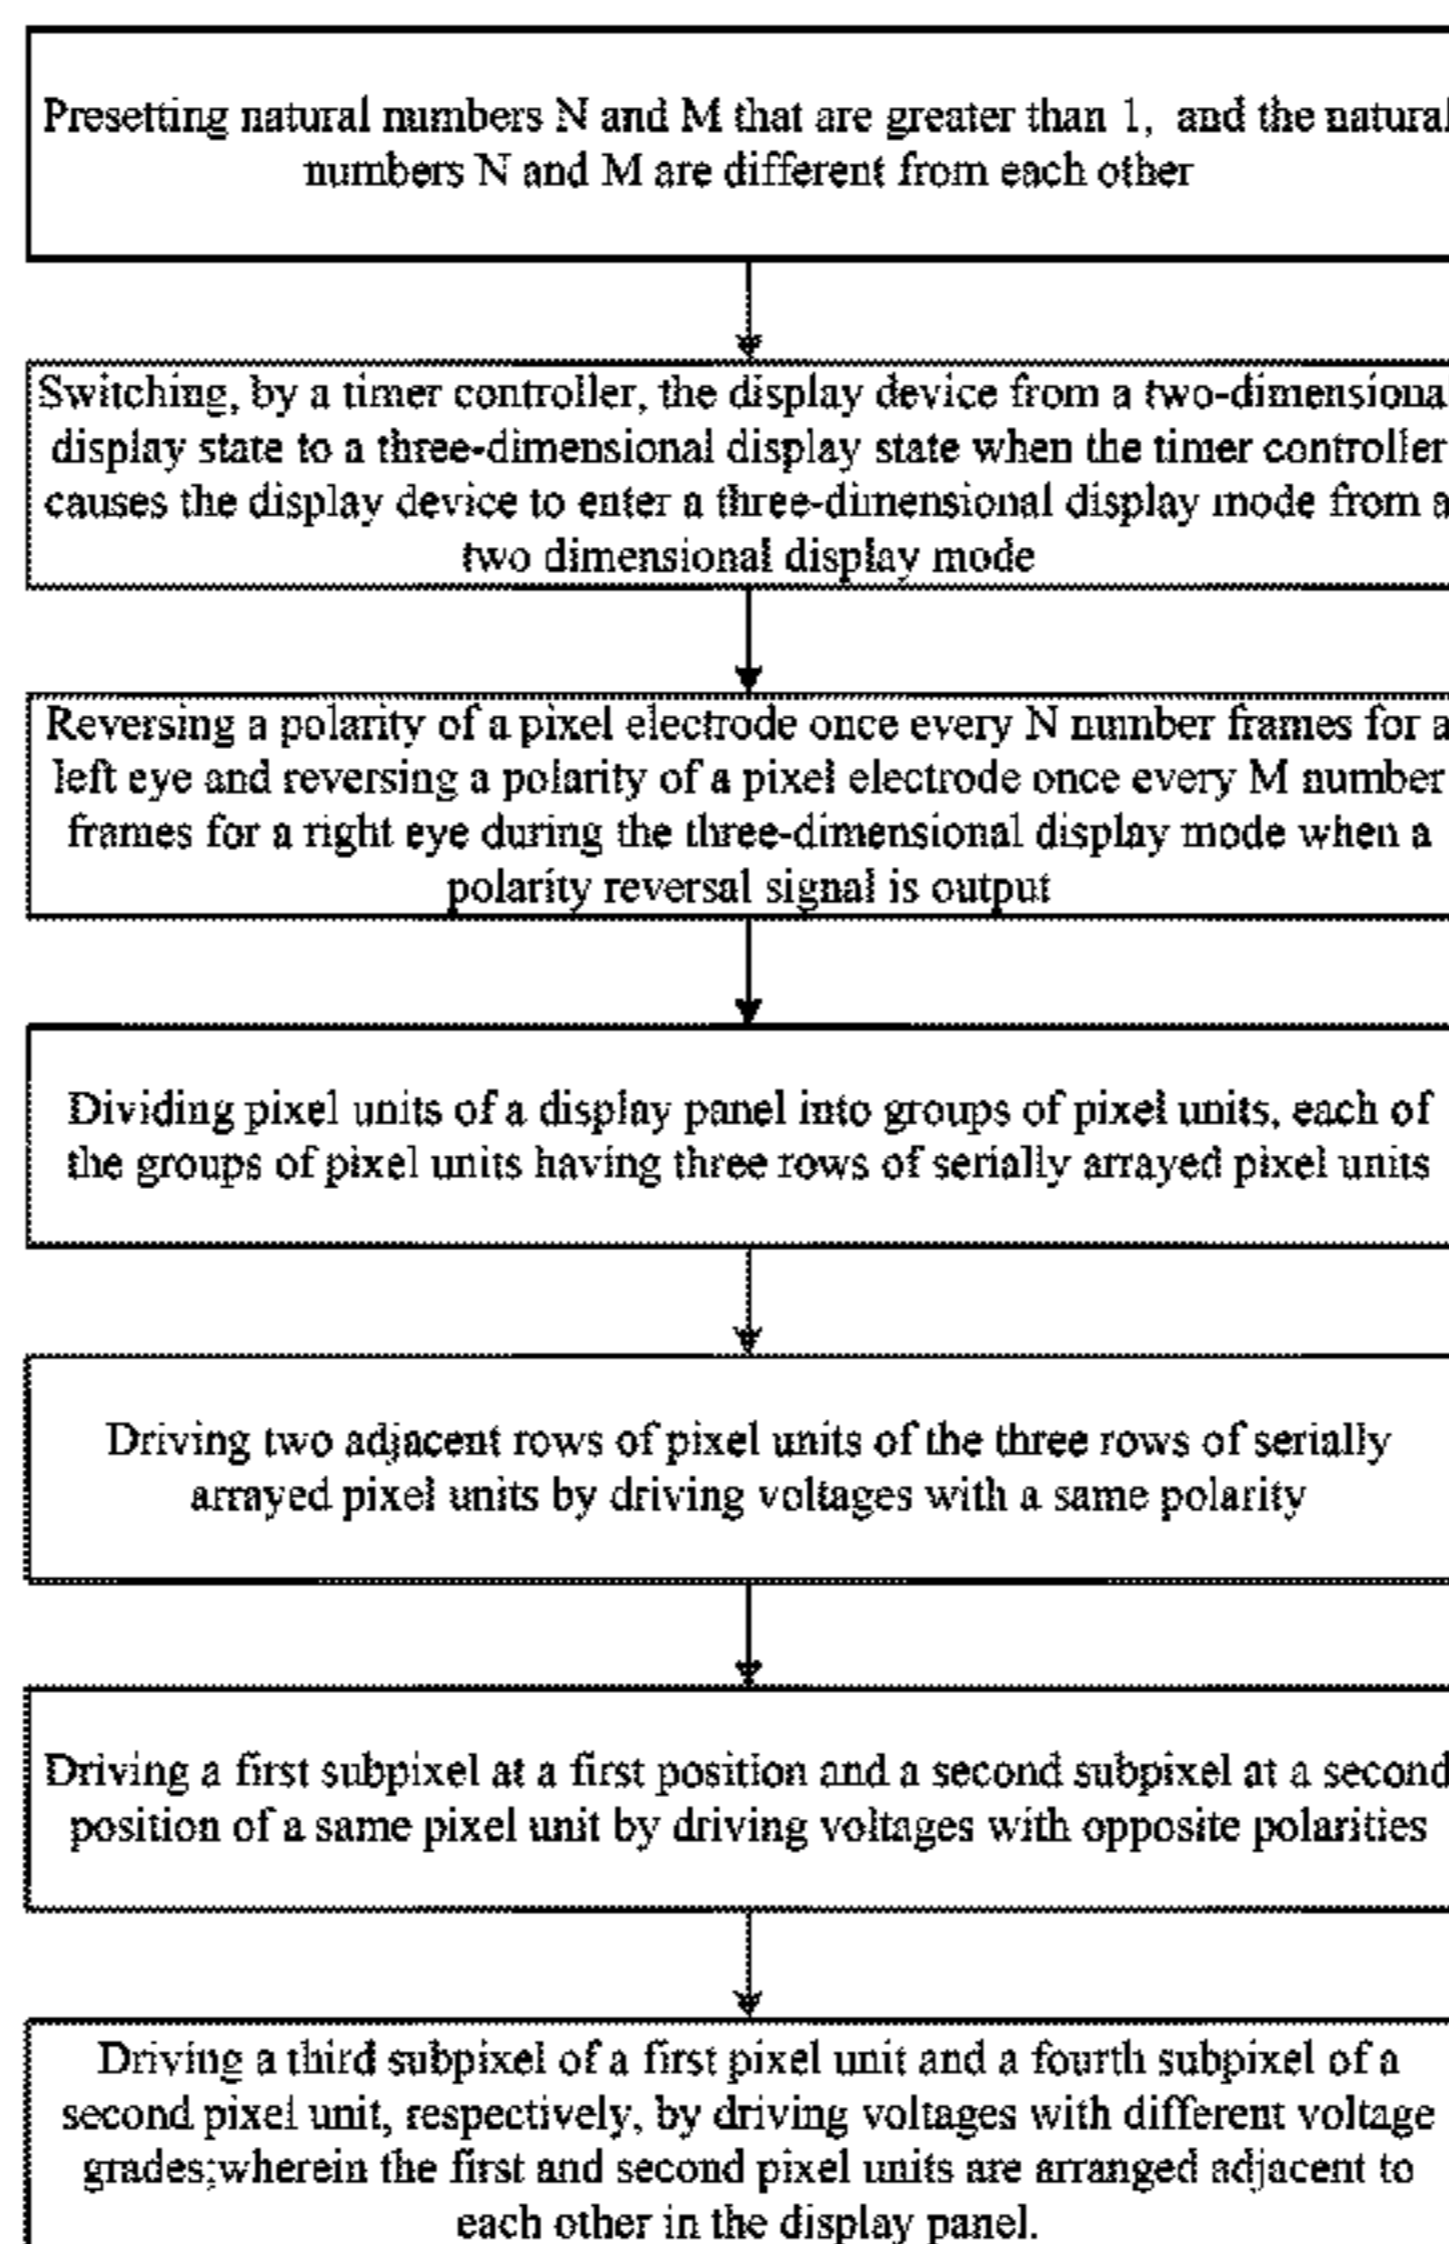 Presetting natural numbers N and M that are greater than 1, and the natural
numbers N and M are different from each other
Switching, by a timer controller, the display device from a two-dimensional
display state to a three-dimensional display state when the timer controller
causes the display device to enter a three-dimensional display mode from a
two dimensional display mode
Reversing a polarity of a pixel electrode once every N number frames for a
left eye and reversing a polarity of a pixel electrode once every M number
frames for a right eye during the three-dimensional display mode when a
polarity reversal signal is output
Dividing pixel units of a display panel into groups of pixel units, each of
the groups of pixel units having three rows of serially arrayed pixel units
Driving two adjacent rows of pixel units of the three rows of serially
arrayed pixel units by driving voltages with a same polarity
Driving a first subpixel at a first position and a second subpixel at a second
position of a same pixel unit by driving voltages with opposite polarities
Driving a third subpixel of a first pixel unit and a fourth subpixel of a
second pixel unit, respectively, by driving voltages with different voltage
grades;wherein the first and second pixel units are arranged adjacent to
each other in the display panel.